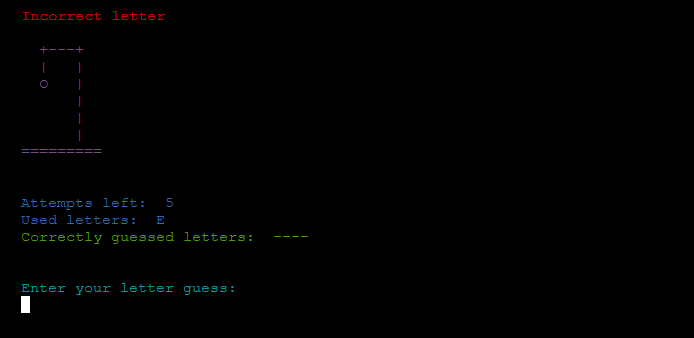 Incorrect letter
+---+
|   |
O   |
|
|
|
=========
Attempts left:  5
Used letters:  E
Correctly guessed letters:  ----
Enter your letter guess: